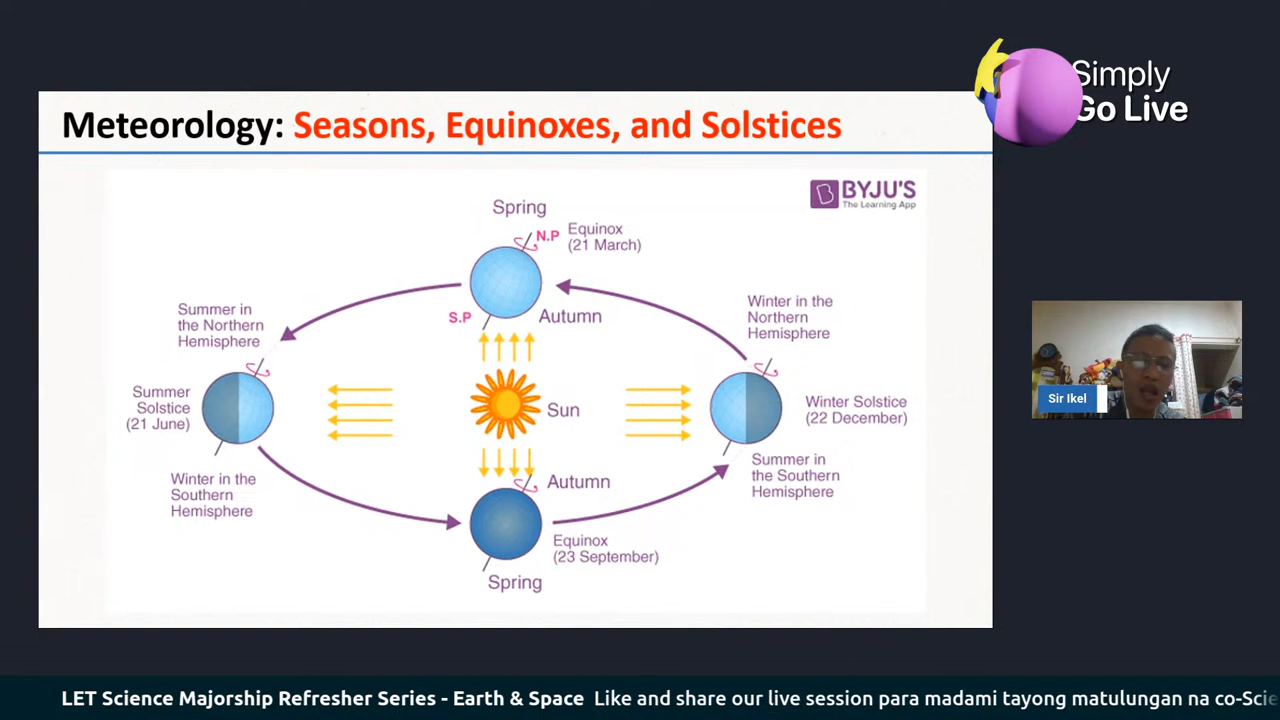 Simply
Go Live
Meteorology: Seasons, Equinoxes, and Solstices
BYJU'S
The Learning App
Spring
N.P
Equinox
(21 March)
S.P
Autumn
Summer in
the Northern
Hemisphere
Winter in the
Northern
Hemisphere
Summer
Solstice
(21 June)
Sun
Winter Solstice
(22 December)
Winter in the
Southern
Hemisphere
Summer in
the Southern
Hemisphere
Autumn
Equinox
(23 September)
Spring
Sir Ikel
LET Science Majorship Refresher Series - Earth & Space Like and share our live session para madami tayong matulungan na co-Scie